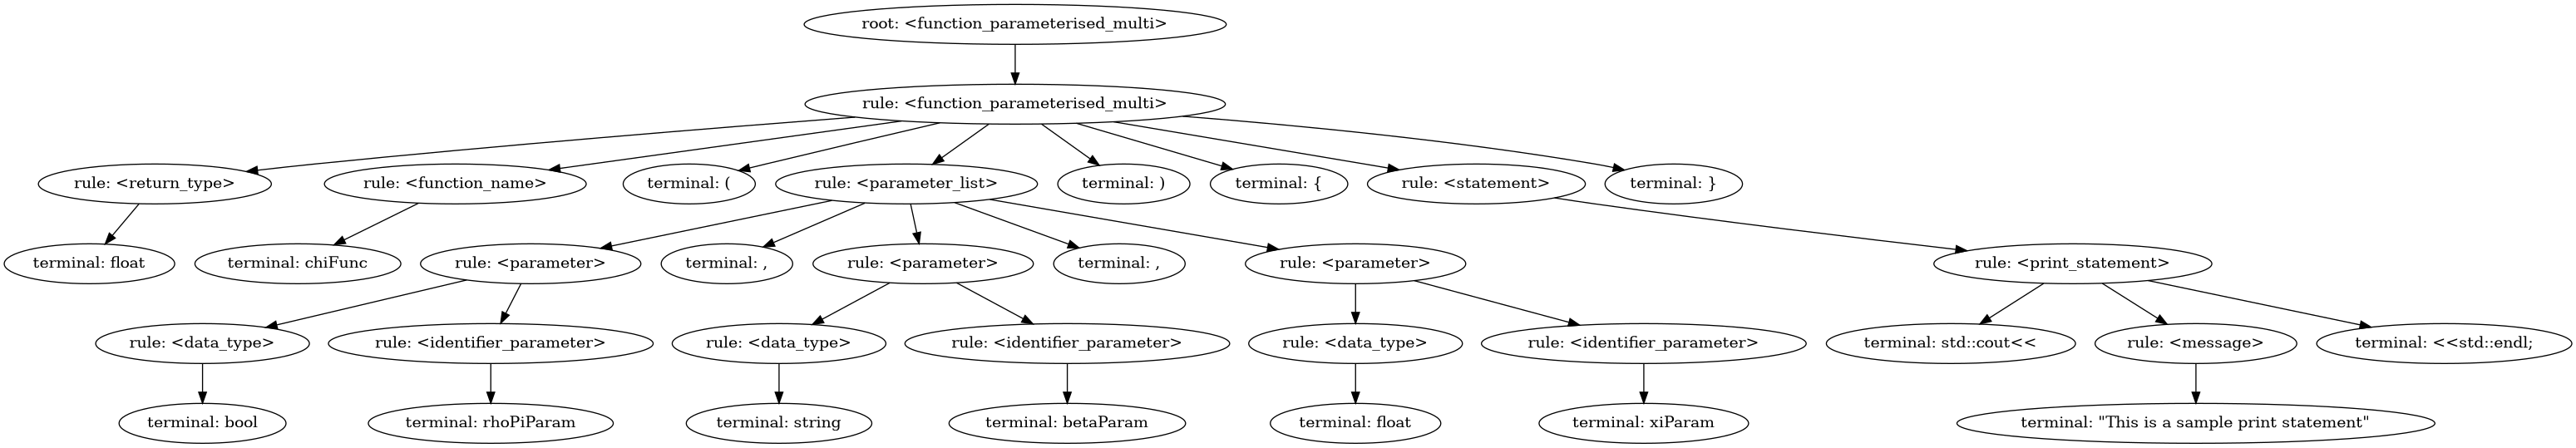 root: <function_parameterised_multi>
rule: <function_parameterised_multi>
rule: <return_type>
rule: <function_name>
terminal: (
rule: <parameter_list>
terminal: )
terminal: {
rule: <statement>
terminal: }
terminal: float
terminal: chiFunc
rule: <parameter>
terminal: ,
rule: <parameter>
terminal: ,
rule: <parameter>
rule: <print_statement>
rule: <data_type>
rule: <identifier_parameter>
rule: <data_type>
rule: <identifier_parameter>
rule: <data_type>
rule: <identifier_parameter>
terminal: std::cout<<
rule: <message>
terminal: <<std::endl;
terminal: bool
terminal: rhoPiParam
terminal: string
terminal: betaParam
terminal: float
terminal: xiParam
terminal: "This is a sample print statement"